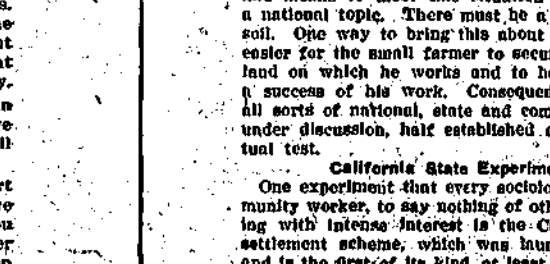 a national topic. There must be a
soil. One way to bring this about
easier for the small farmer to secu
land on which he works and to h
a success of his work. Consequen
all sorts of national, state and com
under discussion, half established
tual test.
California State Experime
One experiment that every sociolo
munity worker, to say nothing of oth
ing with intense interest is the C
settlement scheme, which was laun
and is the first of its kind, at least